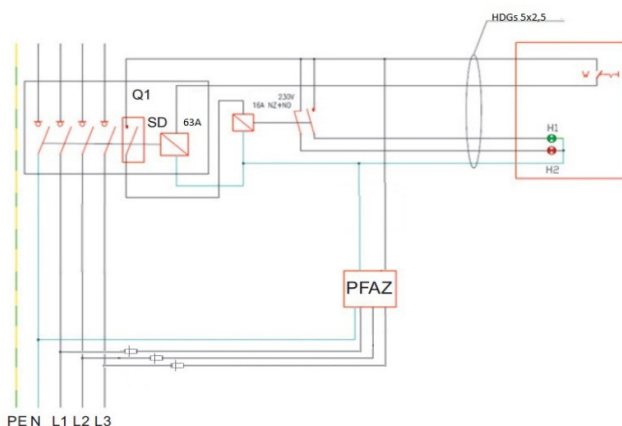 HDGs 5x2,5
Q1
SD
63A
230V
16A NZ+NO
W
H1
H2
PFAZ
PE N L1 L2 L3